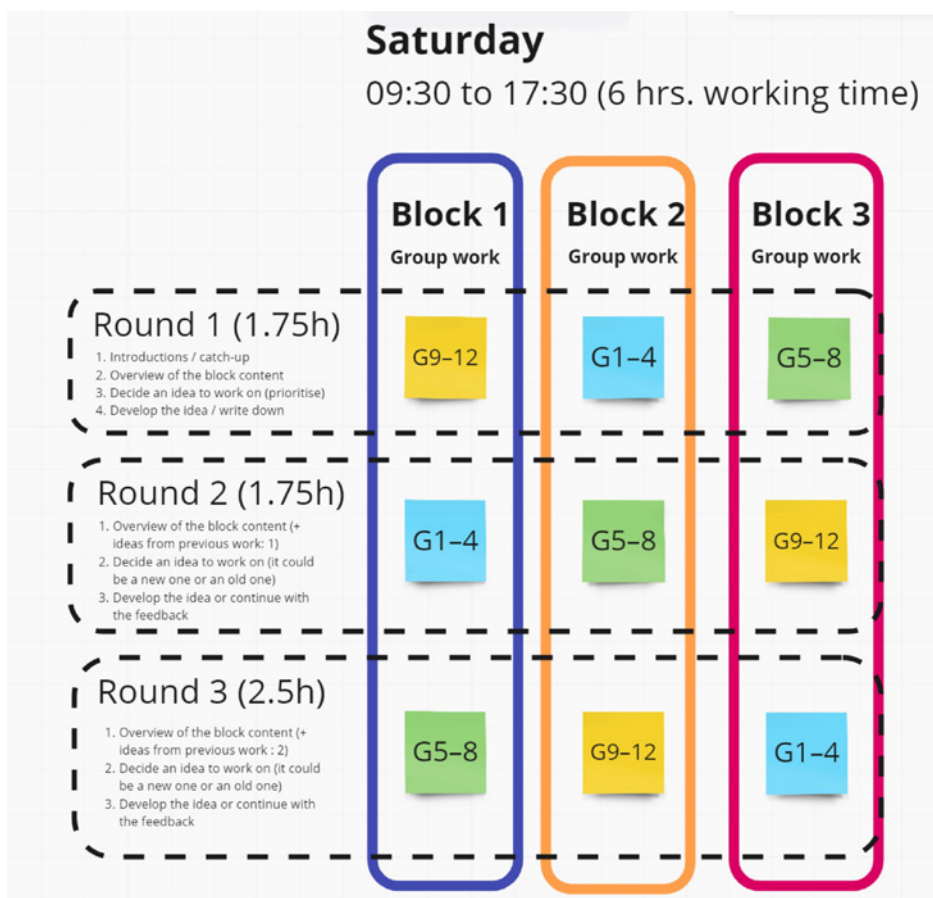 Saturday
09:30 to 17:30 (6 hrs. working time)
Block 1
Group work
Block 2
Group work
Block 3
Group work
Round 1 (1.75h)
1. Introductions / catch-up
2. Overview of the block content
3. Decide an idea to work on (prioritise)
4. Develop the idea / write down
G9–12
G1–4
G5–8
Round 2 (1.75h)
1. Overview of the block content (+
ideas from previous work: 1)
2. Decide an idea to work on (it could
be a new one or an old one)
3. Develop the idea or continue with
the feedback
G1–4
G5–8
G9–12
Round 3 (2.5h)
1. Overview of the block content (+
ideas from previous work : 2)
2. Decide an idea to work on (it could
be a new one or an old one)
3. Develop the idea or continue with
the feedback
G5–8
G9–12
G1–4